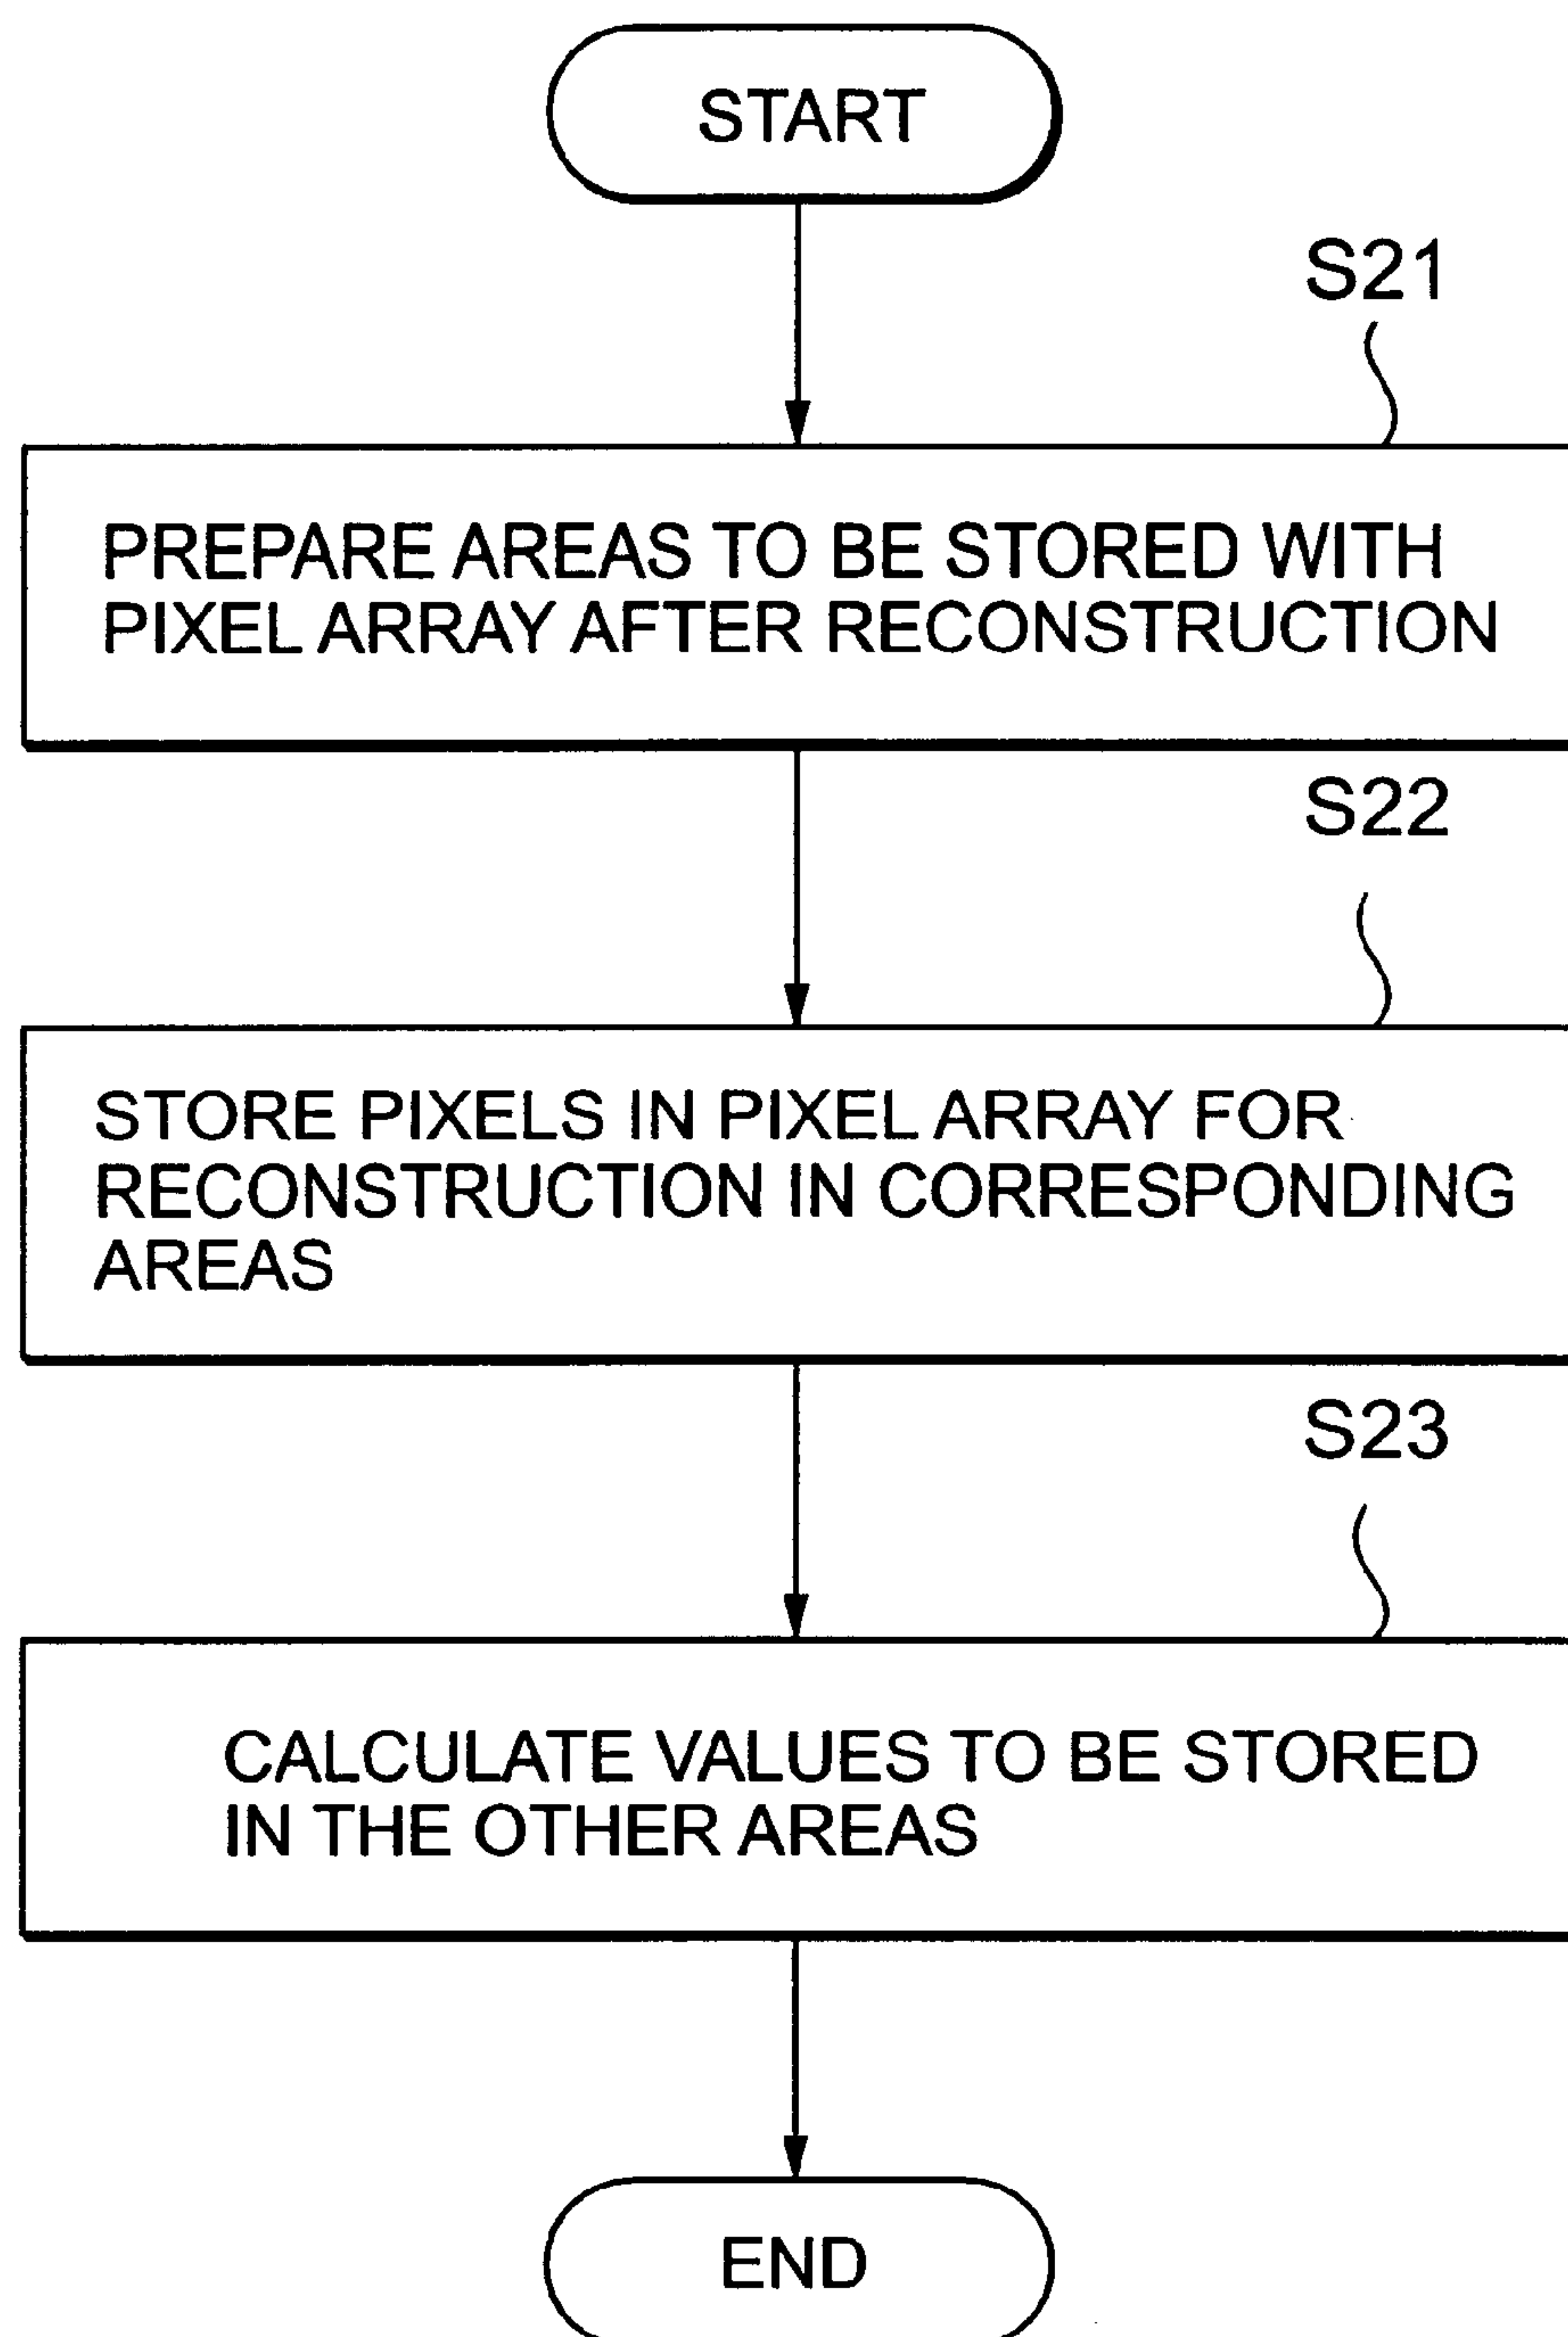 START
S21
PREPARE AREAS TO BE STORED WITH
PIXEL ARRAY AFTER RECONSTRUCTION
S22
STORE PIXELS IN PIXEL ARRAY FOR
RECONSTRUCTION IN CORRESPONDING
AREAS
S23
CALCULATE VALUES TO BE STORED
IN THE OTHER AREAS
END